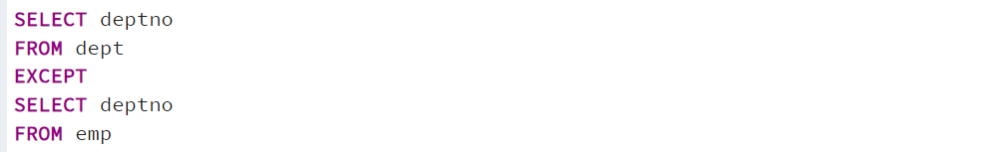 SELECT deptno
FROM dept
EXCEPT
SELECT deptno
FROM emp